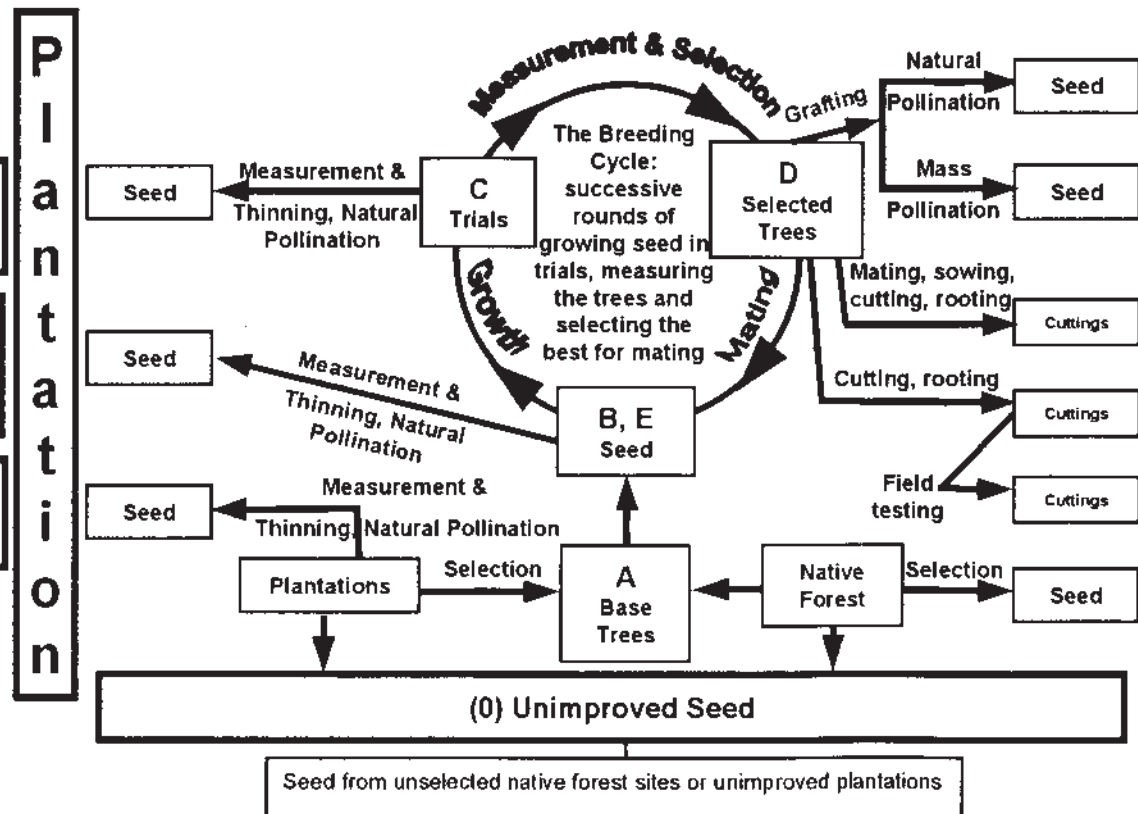 Plantation
Measurement & Selection
Natural
Grafting
Pollination
Seed
Mass
Pollination
Seed
The Breeding
Cycle:
successive
rounds of
growing seed in
trials, measuring
the trees and
selecting the
best for mating
C
Trials
D
Selected
Trees
Measurement &
Thinning, Natural
Pollination
Seed
Growth
Mating
Mating, sowing,
cutting, rooting
Cuttings
Cutting, rooting
Cuttings
Field
testing
Cuttings
Measurement &
Thinning, Natural
Pollination
Seed
B, E
Seed
Measurement &
Thinning, Natural Pollination
Seed
Plantations
Selection
A
Base
Trees
Native
Forest
Selection
Seed
(0) Unimproved Seed
Seed from unselected native forest sites or unimproved plantations